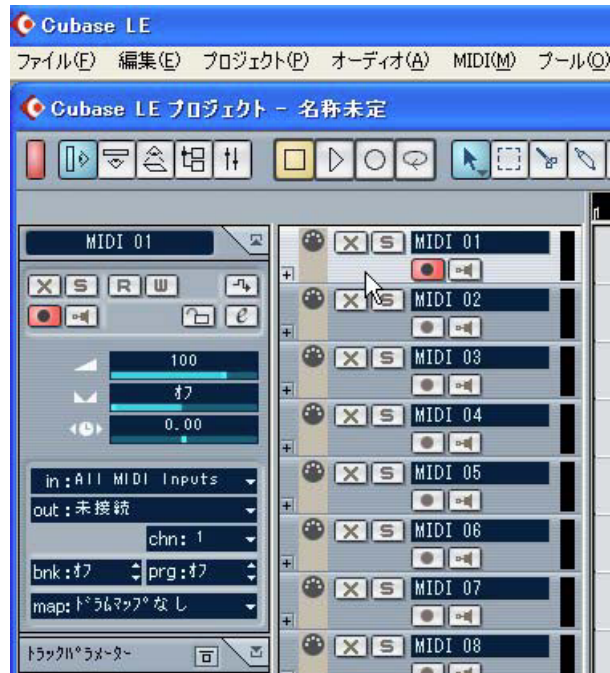 Cubase LE
ファイル(F) 編集(E) プロジェクト(P) オーディオ(A) MIDI(M) プール(O)
Cubase LE プロジェクト - 名称未定
MIDI 01
X S R W
e
100
オフ
0.00
in:All MIDI Inputs
out:未接続
chn: 1
bnk:オフ prg:オフ
map:ドラムマップなし
トラックパラメーター
X S MIDI 01
X S MIDI 02
X S MIDI 03
X S MIDI 04
X S MIDI 05
X S MIDI 06
X S MIDI 07
X S MIDI 08